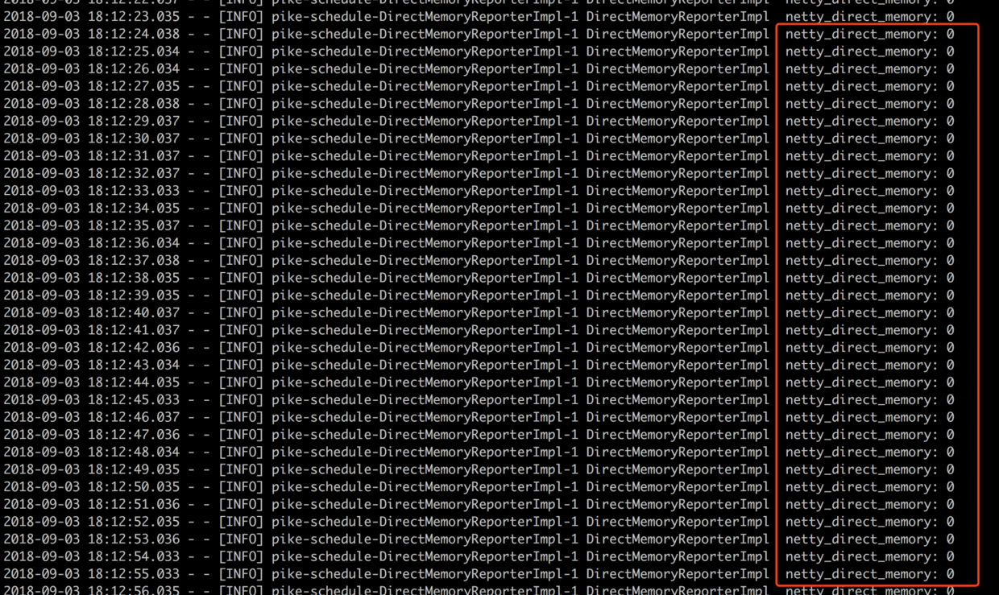 2018-09-03 18:12:22.037 - - [INFO] pike-schedule-DirectMemoryReporterImpl-1 DirectMemoryReporterImpl  netty_direct_memory: 0
2018-09-03 18:12:23.035 - - [INFO] pike-schedule-DirectMemoryReporterImpl-1 DirectMemoryReporterImpl  netty_direct_memory: 0
2018-09-03 18:12:24.038 - - [INFO] pike-schedule-DirectMemoryReporterImpl-1 DirectMemoryReporterImpl  netty_direct_memory: 0
2018-09-03 18:12:25.034 - - [INFO] pike-schedule-DirectMemoryReporterImpl-1 DirectMemoryReporterImpl  netty_direct_memory: 0
2018-09-03 18:12:26.034 - - [INFO] pike-schedule-DirectMemoryReporterImpl-1 DirectMemoryReporterImpl  netty_direct_memory: 0
2018-09-03 18:12:27.035 - - [INFO] pike-schedule-DirectMemoryReporterImpl-1 DirectMemoryReporterImpl  netty_direct_memory: 0
2018-09-03 18:12:28.038 - - [INFO] pike-schedule-DirectMemoryReporterImpl-1 DirectMemoryReporterImpl  netty_direct_memory: 0
2018-09-03 18:12:29.037 - - [INFO] pike-schedule-DirectMemoryReporterImpl-1 DirectMemoryReporterImpl  netty_direct_memory: 0
2018-09-03 18:12:30.037 - - [INFO] pike-schedule-DirectMemoryReporterImpl-1 DirectMemoryReporterImpl  netty_direct_memory: 0
2018-09-03 18:12:31.037 - - [INFO] pike-schedule-DirectMemoryReporterImpl-1 DirectMemoryReporterImpl  netty_direct_memory: 0
2018-09-03 18:12:32.037 - - [INFO] pike-schedule-DirectMemoryReporterImpl-1 DirectMemoryReporterImpl  netty_direct_memory: 0
2018-09-03 18:12:33.033 - - [INFO] pike-schedule-DirectMemoryReporterImpl-1 DirectMemoryReporterImpl  netty_direct_memory: 0
2018-09-03 18:12:34.035 - - [INFO] pike-schedule-DirectMemoryReporterImpl-1 DirectMemoryReporterImpl  netty_direct_memory: 0
2018-09-03 18:12:35.037 - - [INFO] pike-schedule-DirectMemoryReporterImpl-1 DirectMemoryReporterImpl  netty_direct_memory: 0
2018-09-03 18:12:36.034 - - [INFO] pike-schedule-DirectMemoryReporterImpl-1 DirectMemoryReporterImpl  netty_direct_memory: 0
2018-09-03 18:12:37.038 - - [INFO] pike-schedule-DirectMemoryReporterImpl-1 DirectMemoryReporterImpl  netty_direct_memory: 0
2018-09-03 18:12:38.035 - - [INFO] pike-schedule-DirectMemoryReporterImpl-1 DirectMemoryReporterImpl  netty_direct_memory: 0
2018-09-03 18:12:39.035 - - [INFO] pike-schedule-DirectMemoryReporterImpl-1 DirectMemoryReporterImpl  netty_direct_memory: 0
2018-09-03 18:12:40.037 - - [INFO] pike-schedule-DirectMemoryReporterImpl-1 DirectMemoryReporterImpl  netty_direct_memory: 0
2018-09-03 18:12:41.037 - - [INFO] pike-schedule-DirectMemoryReporterImpl-1 DirectMemoryReporterImpl  netty_direct_memory: 0
2018-09-03 18:12:42.036 - - [INFO] pike-schedule-DirectMemoryReporterImpl-1 DirectMemoryReporterImpl  netty_direct_memory: 0
2018-09-03 18:12:43.034 - - [INFO] pike-schedule-DirectMemoryReporterImpl-1 DirectMemoryReporterImpl  netty_direct_memory: 0
2018-09-03 18:12:44.035 - - [INFO] pike-schedule-DirectMemoryReporterImpl-1 DirectMemoryReporterImpl  netty_direct_memory: 0
2018-09-03 18:12:45.033 - - [INFO] pike-schedule-DirectMemoryReporterImpl-1 DirectMemoryReporterImpl  netty_direct_memory: 0
2018-09-03 18:12:46.037 - - [INFO] pike-schedule-DirectMemoryReporterImpl-1 DirectMemoryReporterImpl  netty_direct_memory: 0
2018-09-03 18:12:47.036 - - [INFO] pike-schedule-DirectMemoryReporterImpl-1 DirectMemoryReporterImpl  netty_direct_memory: 0
2018-09-03 18:12:48.034 - - [INFO] pike-schedule-DirectMemoryReporterImpl-1 DirectMemoryReporterImpl  netty_direct_memory: 0
2018-09-03 18:12:49.035 - - [INFO] pike-schedule-DirectMemoryReporterImpl-1 DirectMemoryReporterImpl  netty_direct_memory: 0
2018-09-03 18:12:50.035 - - [INFO] pike-schedule-DirectMemoryReporterImpl-1 DirectMemoryReporterImpl  netty_direct_memory: 0
2018-09-03 18:12:51.036 - - [INFO] pike-schedule-DirectMemoryReporterImpl-1 DirectMemoryReporterImpl  netty_direct_memory: 0
2018-09-03 18:12:52.035 - - [INFO] pike-schedule-DirectMemoryReporterImpl-1 DirectMemoryReporterImpl  netty_direct_memory: 0
2018-09-03 18:12:53.036 - - [INFO] pike-schedule-DirectMemoryReporterImpl-1 DirectMemoryReporterImpl  netty_direct_memory: 0
2018-09-03 18:12:54.033 - - [INFO] pike-schedule-DirectMemoryReporterImpl-1 DirectMemoryReporterImpl  netty_direct_memory: 0
2018-09-03 18:12:55.033 - - [INFO] pike-schedule-DirectMemoryReporterImpl-1 DirectMemoryReporterImpl  netty_direct_memory: 0
2018-09-03 18:12:56.035 - - [INFO] pike-schedule-DirectMemoryReporterImpl-1 DirectMemoryReporterImpl  netty_direct_memory: 0